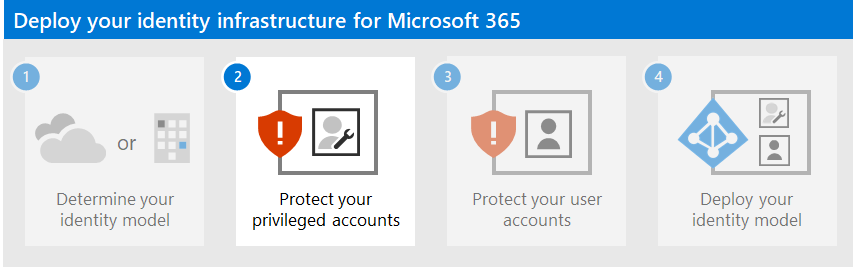 Deploy your identity infrastructure for Microsoft 365
1
2
3
4
or
Determine your
identity model
Protect your
privileged accounts
Protect your user
accounts
Deploy your
identity model